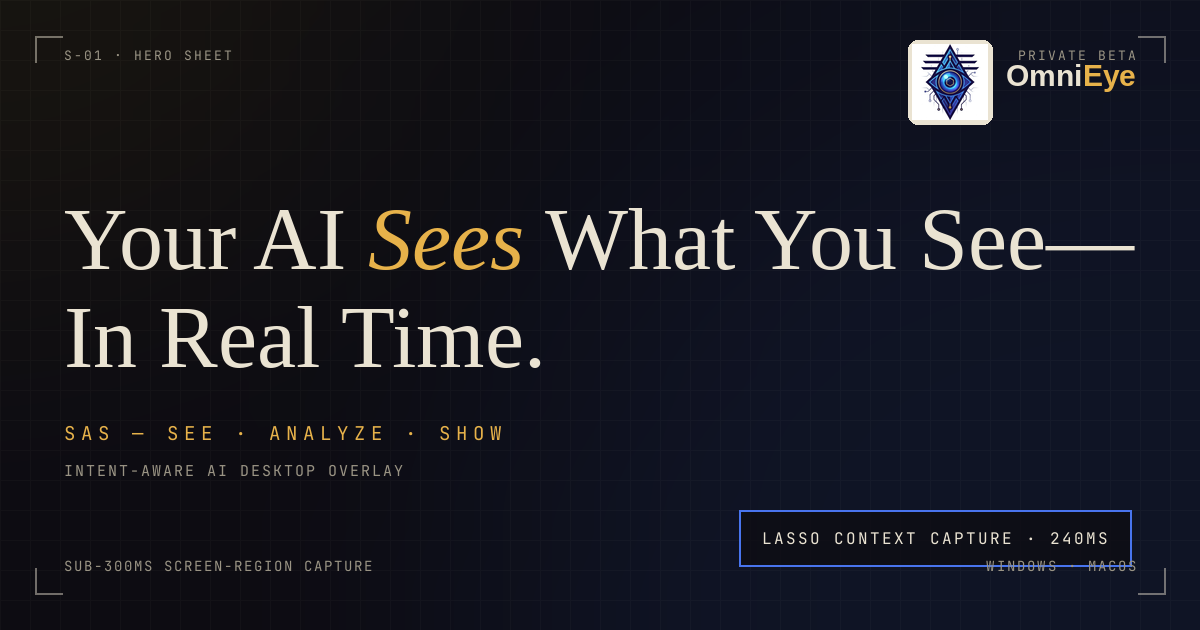 S-01 · HERO SHEET
PRIVATE BETA
OmniEye
Your AI Sees What You See—
In Real Time.
SAS — SEE · ANALYZE · SHOW
INTENT-AWARE AI DESKTOP OVERLAY
LASSO CONTEXT CAPTURE · 240MS
SUB-300MS SCREEN-REGION CAPTURE
WINDOWS · MACOS